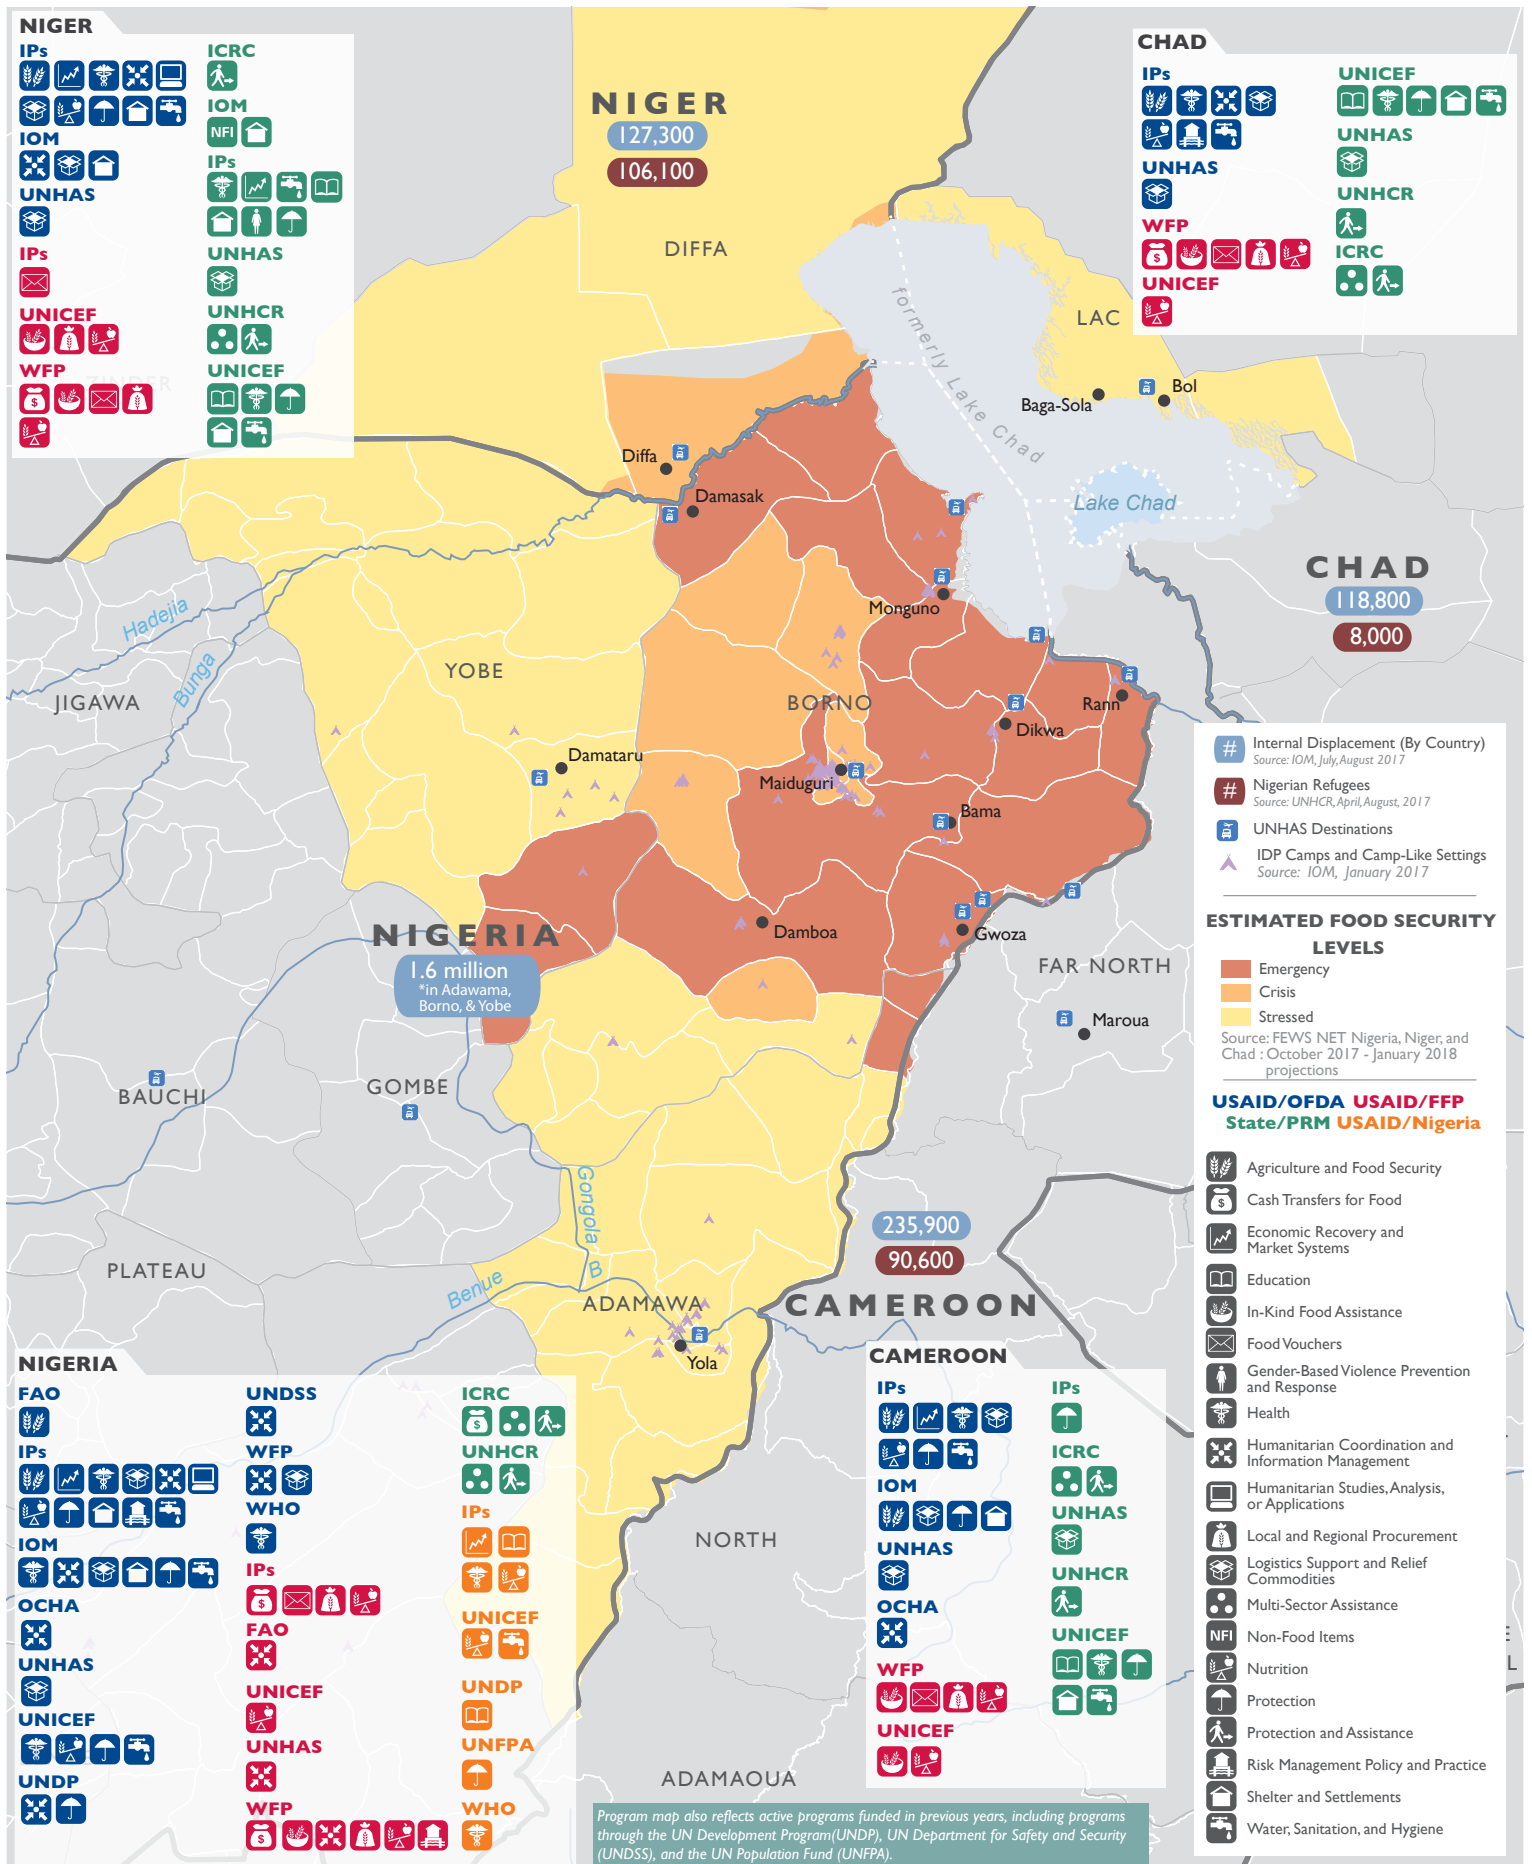 NIGER
IPs
ICRC
IOM
NFI
IOM
IPs
UNHAS
IPs
UNHAS
UNICEF
UNHCR
WFP
ZINDER
UNICEF
NIGER
127,300
106,100
DIFFA
CHAD
IPs
UNICEF
UNHAS
UNHAS
UNHCR
WFP
ICRC
UNICEF
LAC
formerly Lake Chad
Bol
Baga-Sola
Diffa
Damasak
Lake Chad
CHAD
118,800
8,000
Monguno
Hadejia
Bunga
YOBE
JIGAWA
BORNO
Rann
Dikwa
Damataru
Maiduguri
Bama
# Internal Displacement (By Country)
Source: IOM, July, August 2017
# Nigerian Refugees
Source: UNHCR, April, August, 2017
UNHAS Destinations
IDP Camps and Camp-Like Settings
Source: IOM, January 2017
ESTIMATED FOOD SECURITY
LEVELS
Emergency
Crisis
Stressed
Source: FEWS NET Nigeria, Niger, and
Chad : October 2017 - January 2018
projections
NIGERIA
1.6 million
*in Adawama,
Borno, & Yobe
Damboa
Gwoza
FAR NORTH
Maroua
BAUCHI
GOMBE
Gongola
PLATEAU
Benue
B
ADAMAWA
Yola
235,900
90,600
CAMEROON
USAID/OFDA USAID/FFP
State/PRM USAID/Nigeria
Agriculture and Food Security
Cash Transfers for Food
Economic Recovery and
Market Systems
Education
In-Kind Food Assistance
Food Vouchers
Gender-Based Violence Prevention
and Response
Health
Humanitarian Coordination and
Information Management
Humanitarian Studies, Analysis,
or Applications
Local and Regional Procurement
Logistics Support and Relief
Commodities
Multi-Sector Assistance
NFI Non-Food Items
Nutrition
Protection
Protection and Assistance
Risk Management Policy and Practice
Shelter and Settlements
Water, Sanitation, and Hygiene
NIGERIA
FAO
UNDSS
ICRC
IPs
WFP
UNHCR
WHO
IPs
IOM
IPs
OCHA
FAO
UNICEF
UNHAS
UNICEF
UNDP
UNICEF
UNHAS
UNFPA
UNDP
WFP
WHO
CAMEROON
IPs
IPs
ICRC
IOM
UNHAS
UNHAS
UNHCR
OCHA
UNICEF
WFP
UNICEF
NORTH
ADAMAOUA
Program map also reflects active programs funded in previous years, including programs
through the UN Development Program(UNDP), UN Department for Safety and Security
(UNDSS), and the UN Population Fund (UNFPA).